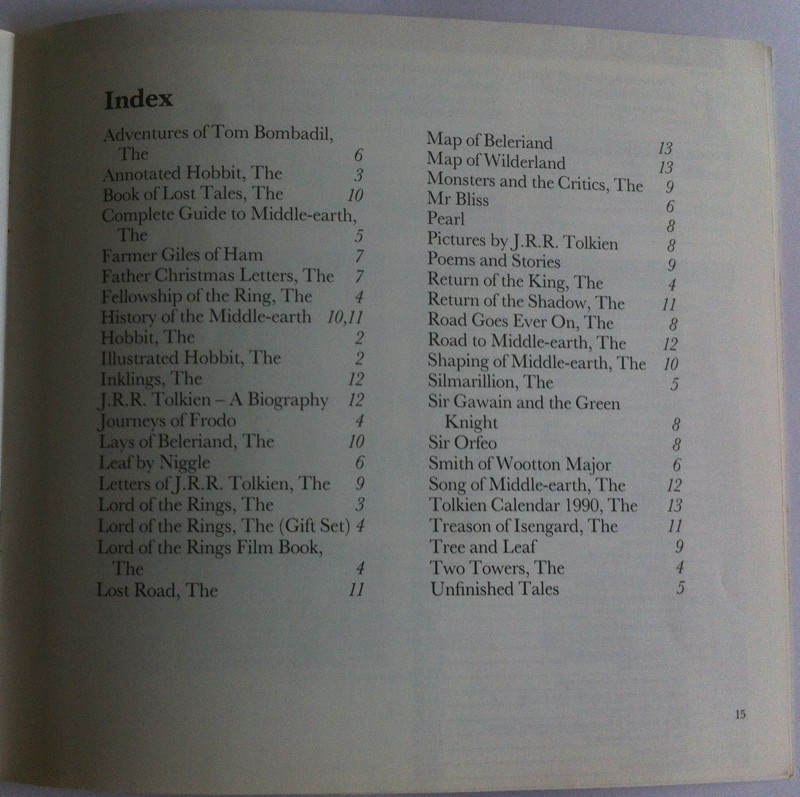 Index
Adventures of Tom Bombadil,
The 6
Annotated Hobbit, The 3
Book of Lost Tales, The 10
Complete Guide to Middle-earth,
The 5
Farmer Giles of Ham 7
Father Christmas Letters, The 7
Fellowship of the Ring, The 4
History of the Middle-earth 10,11
Hobbit, The 2
Illustrated Hobbit, The 2
Inklings, The 12
J.R.R. Tolkien – A Biography 12
Journeys of Frodo 4
Lays of Beleriand, The 10
Leaf by Niggle 6
Letters of J.R.R. Tolkien, The 9
Lord of the Rings, The 3
Lord of the Rings, The (Gift Set) 4
Lord of the Rings Film Book,
The 4
Lost Road, The 11
Map of Beleriand 13
Map of Wilderland 13
Monsters and the Critics, The 9
Mr Bliss 6
Pearl 8
Pictures by J.R.R. Tolkien 8
Poems and Stories 9
Return of the King, The 4
Return of the Shadow, The 11
Road Goes Ever On, The 8
Road to Middle-earth, The 12
Shaping of Middle-earth, The 10
Silmarillion, The 5
Sir Gawain and the Green
Knight 8
Sir Orfeo 8
Smith of Wootton Major 6
Song of Middle-earth, The 12
Tolkien Calendar 1990, The 13
Treason of Isengard, The 11
Tree and Leaf 9
Two Towers, The 4
Unfinished Tales 5
15